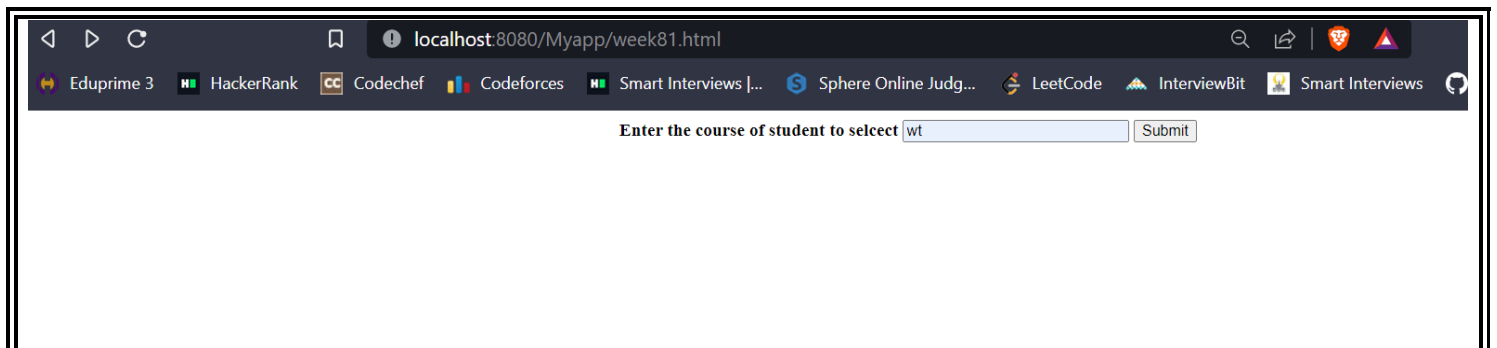 localhost:8080/Myapp/week81.html
Eduprime 3 HackerRank CC Codechef Codeforces Smart Interviews |... Sphere Online Judg... LeetCode InterviewBit Smart Interviews
Enter the course of student to selcect wt Submit